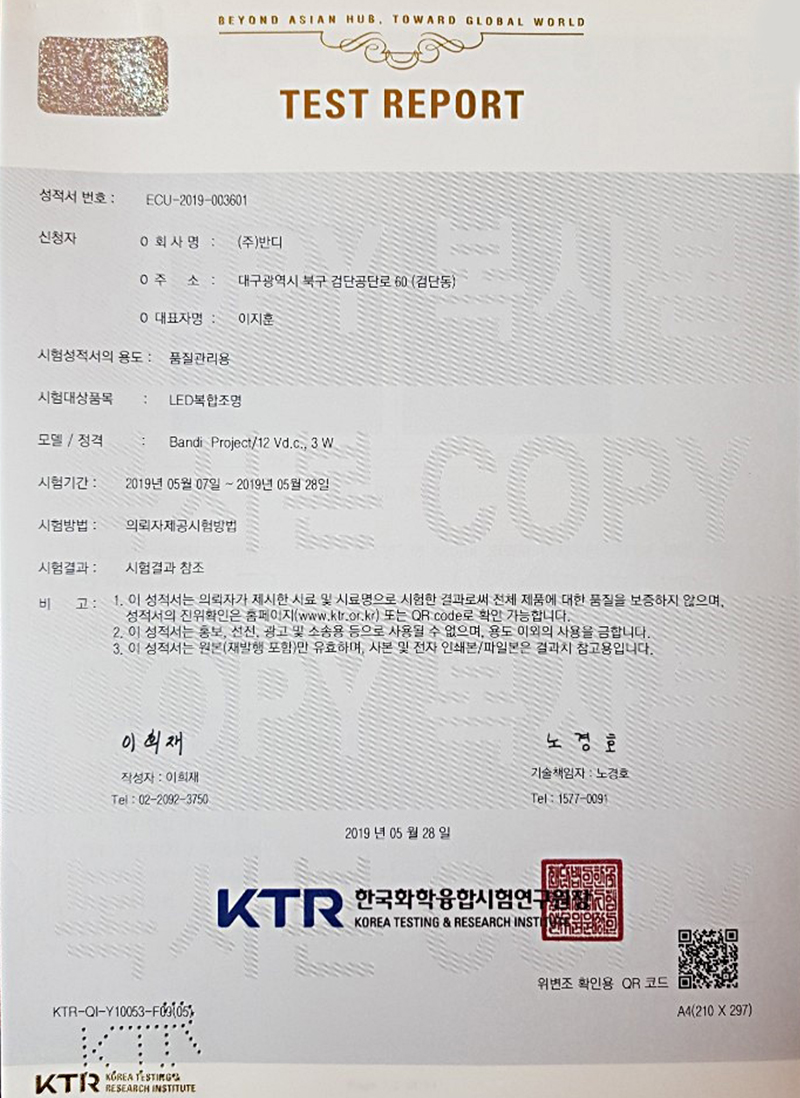 BEYOND ASIAN HUB, TOWARD GLOBAL WORLD
TEST REPORT
성적서 번호 : ECU-2019-003601
신청자 O 회 사 명 : (주)반디
O 주 소 : 대구광역시 북구 검단공단로 60 (검단동)
O 대표자명 : 이지훈
시험성적서의 용도 : 품질관리용
시험대상품목 : LED복합조명
모델 / 정격 : Bandi Project/12 Vd.c., 3 W
시험기간 : 2019년 05월 07일 ~ 2019년 05월 28일
시험방법 : 의뢰자제공시험방법
시험결과 : 시험결과 참조
비 고 : 1. 이 성적서는 의뢰자가 제시한 시료 및 시료명으로 시험한 결과로써 전체 제품에 대한 품질을 보증하지 않으며,
성적서의 진위확인은 홈페이지(www.ktr.or.kr) 또는 QR code로 확인 가능합니다.
2. 이 성적서는 홍보, 선전, 광고 및 소송용 등으로 사용될 수 없으며, 용도 이외의 사용을 금합니다.
3. 이 성적서는 원본(재발행 포함)만 유효하며, 사본 및 전자 인쇄본/파일본은 결과치 참고용입니다.
이희재 노경호
작성자 : 이희재 기술책임자 : 노경호
Tel : 02-2092-3750 Tel : 1577-0091
2019 년 05 월 28 일
KTR 한국화학융합시험연구원장
KOREA TESTING & RESEARCH INSTITUTE
위변조 확인용 QR 코드
KTR-QI-Y10053-F09(05) A4(210 X 297)
KTR
KTR KOREA TESTING &
RESEARCH INSTITUTE